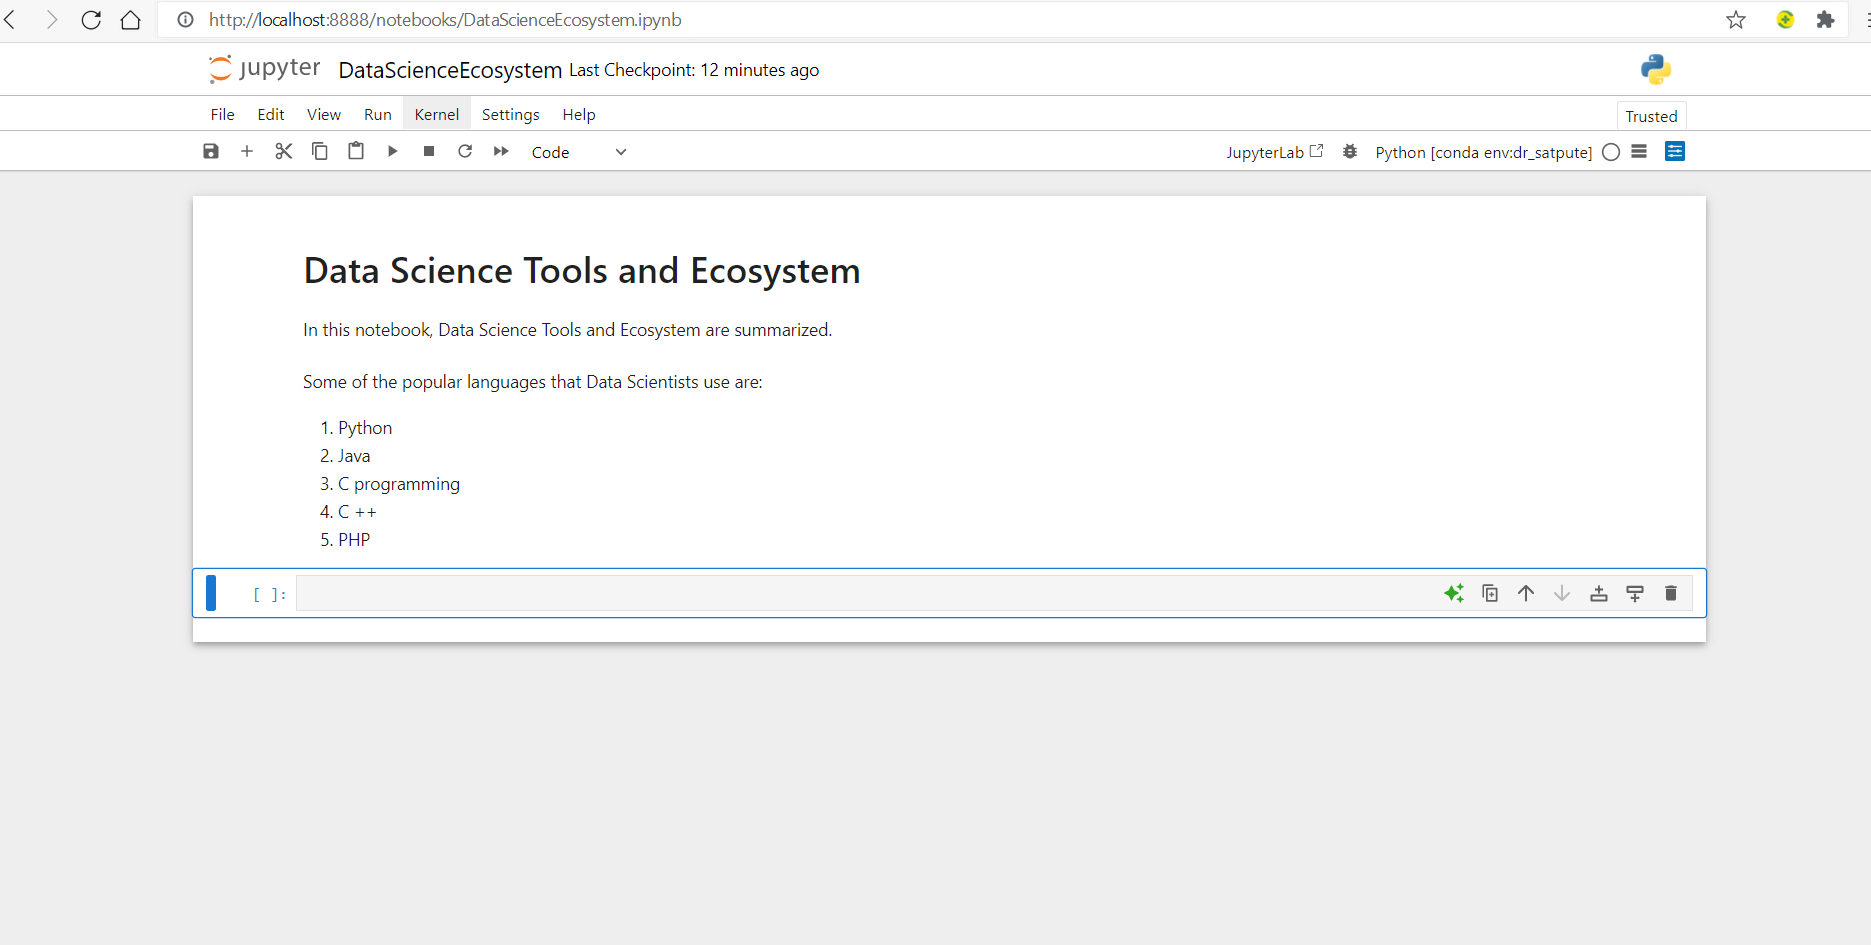 http://localhost:8888/notebooks/DataScienceEcosystem.ipynb
jupyter DataScienceEcosystem Last Checkpoint: 12 minutes ago
File Edit View Run Kernel Settings Help
Trusted
Code JupyterLab Python [conda env:dr_satpute]
Data Science Tools and Ecosystem
In this notebook, Data Science Tools and Ecosystem are summarized.
Some of the popular languages that Data Scientists use are:
1. Python
2. Java
3. C programming
4. C ++
5. PHP
[ ]: